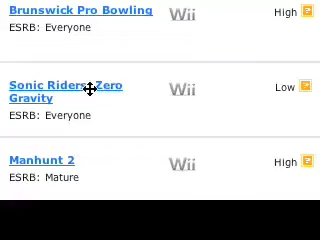 Brunswick Pro Bowling Wii High ?
ESRB: Everyone
Sonic Riders: Zero Gravity Wii Low ?
ESRB: Everyone
Manhunt 2 Wii High ?
ESRB: Mature